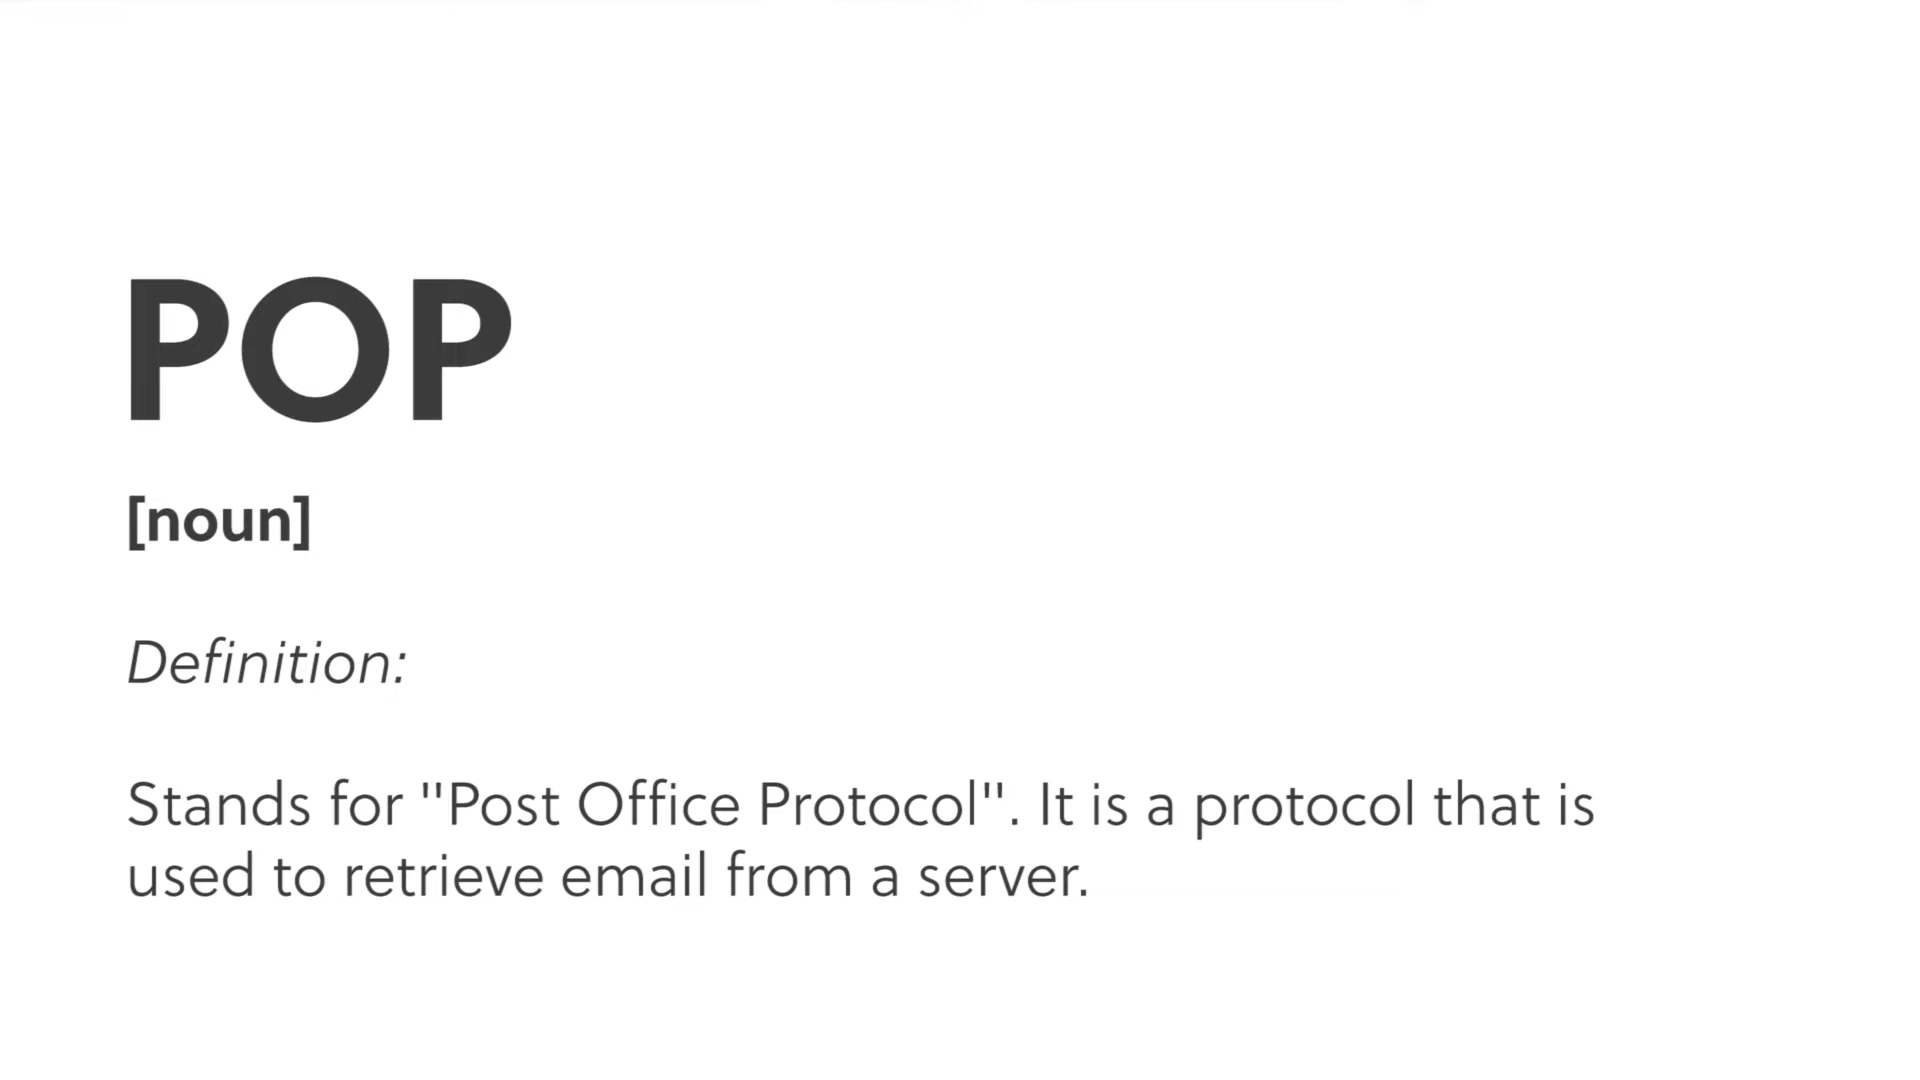 POP
[noun]
Definition:
Stands for "Post Office Protocol". It is a protocol that is
used to retrieve email from a server.